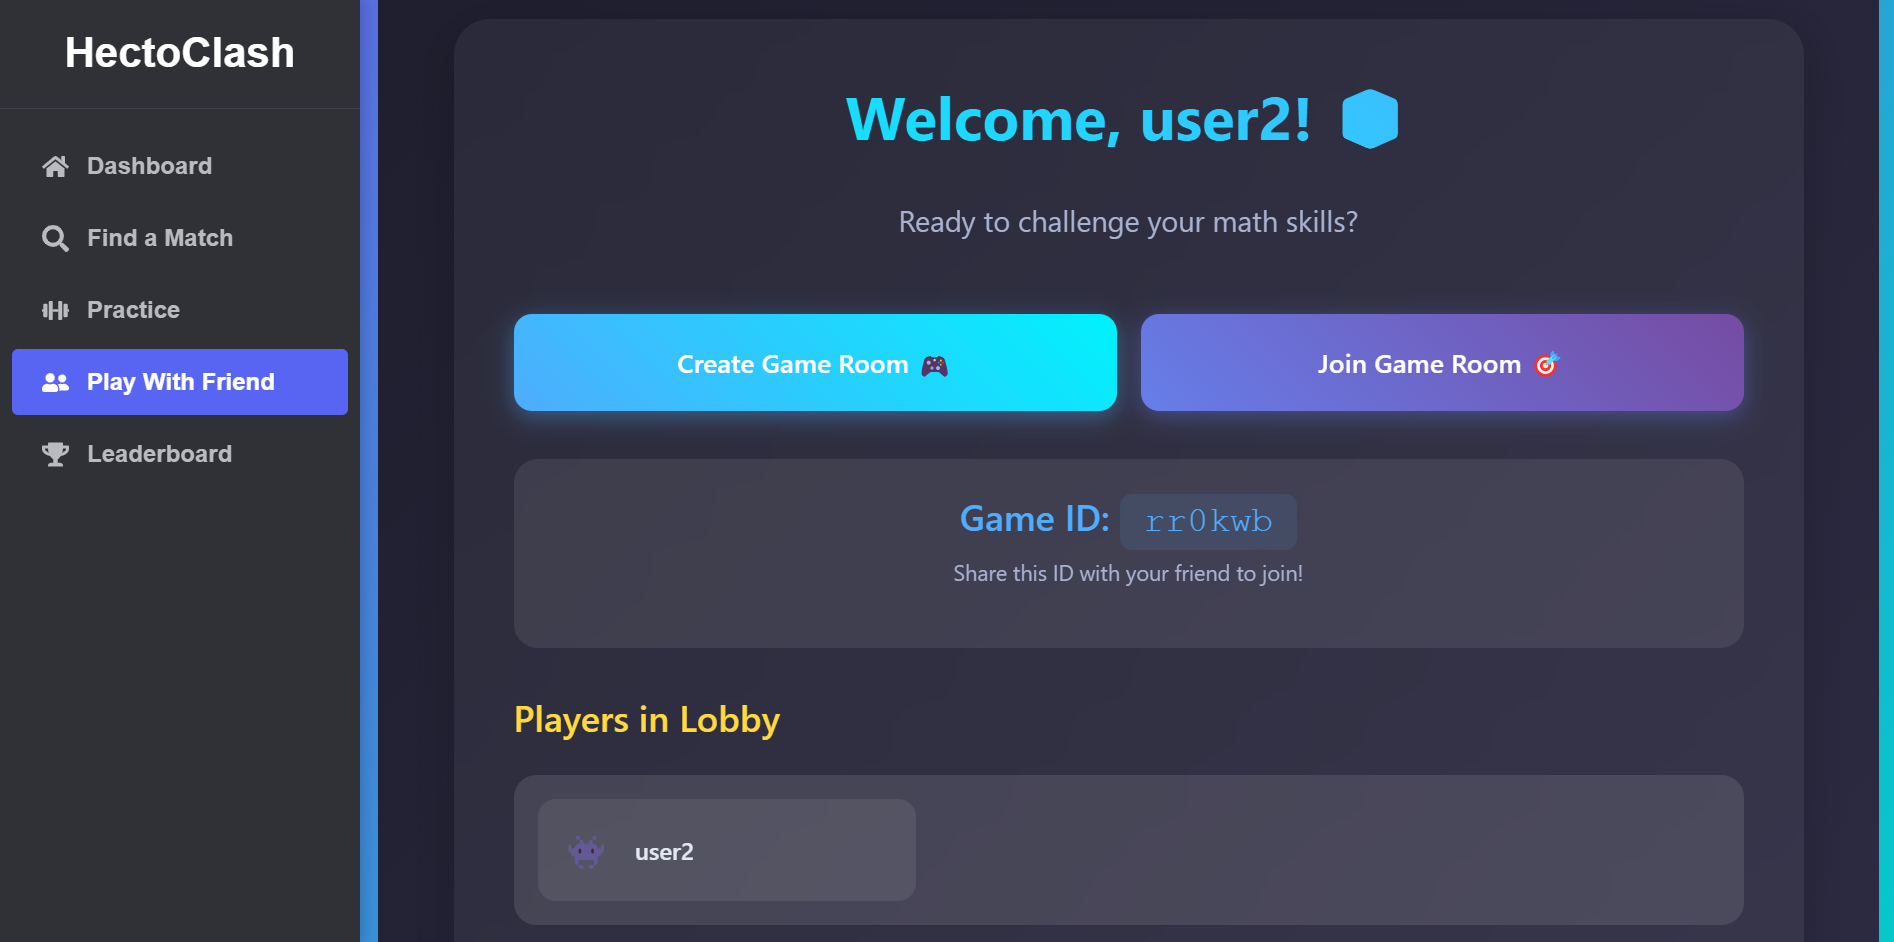 HectoClash
Dashboard
Find a Match
Practice
Play With Friend
Leaderboard
Welcome, user2!
Ready to challenge your math skills?
Create Game Room 🎮
Join Game Room 🎯
Game ID: rr0kwb
Share this ID with your friend to join!
Players in Lobby
👾 user2